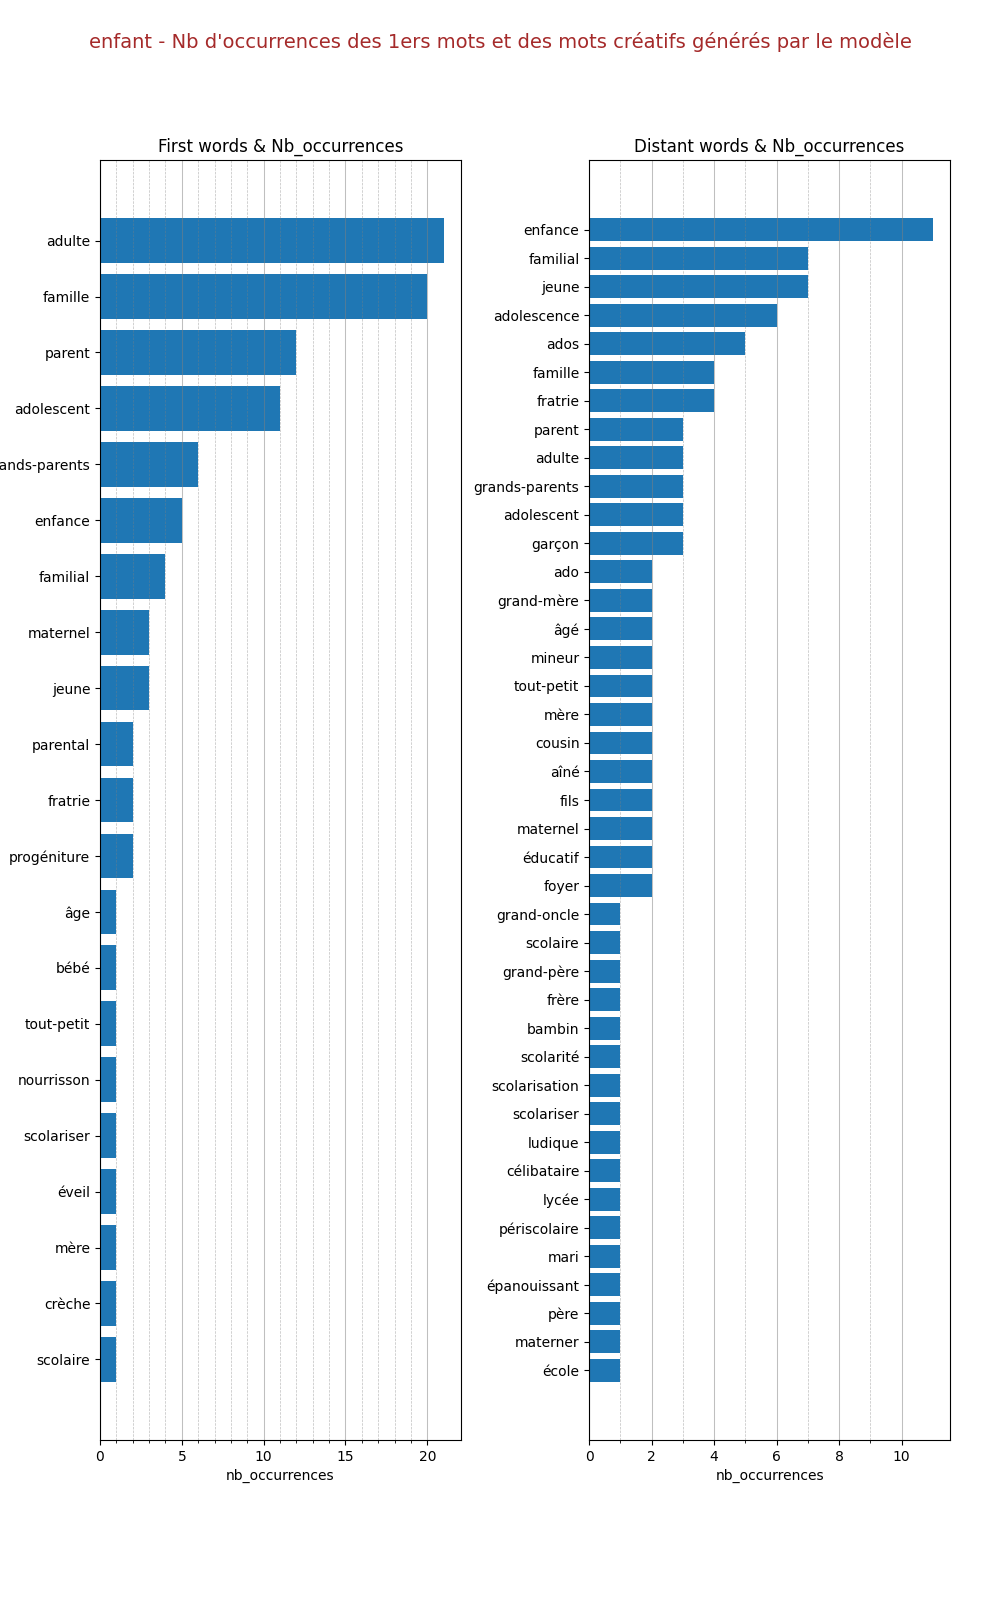 enfant - Nb d'occurrences des 1ers mots et des mots créatifs générés par le modèle
First words & Nb_occurrences
adulte
famille
parent
adolescent
ands-parents
enfance
familial
maternel
jeune
parental
fratrie
progéniture
âge
bébé
tout-petit
nourrisson
scolariser
éveil
mère
crèche
scolaire
0 5 10 15 20
nb_occurrences
Distant words & Nb_occurrences
enfance
familial
jeune
adolescence
ados
famille
fratrie
parent
adulte
grands-parents
adolescent
garçon
ado
grand-mère
âgé
mineur
tout-petit
mère
cousin
aîné
fils
maternel
éducatif
foyer
grand-oncle
scolaire
grand-père
frère
bambin
scolarité
scolarisation
scolariser
ludique
célibataire
lycée
périscolaire
mari
épanouissant
père
materner
école
0 2 4 6 8 10
nb_occurrences